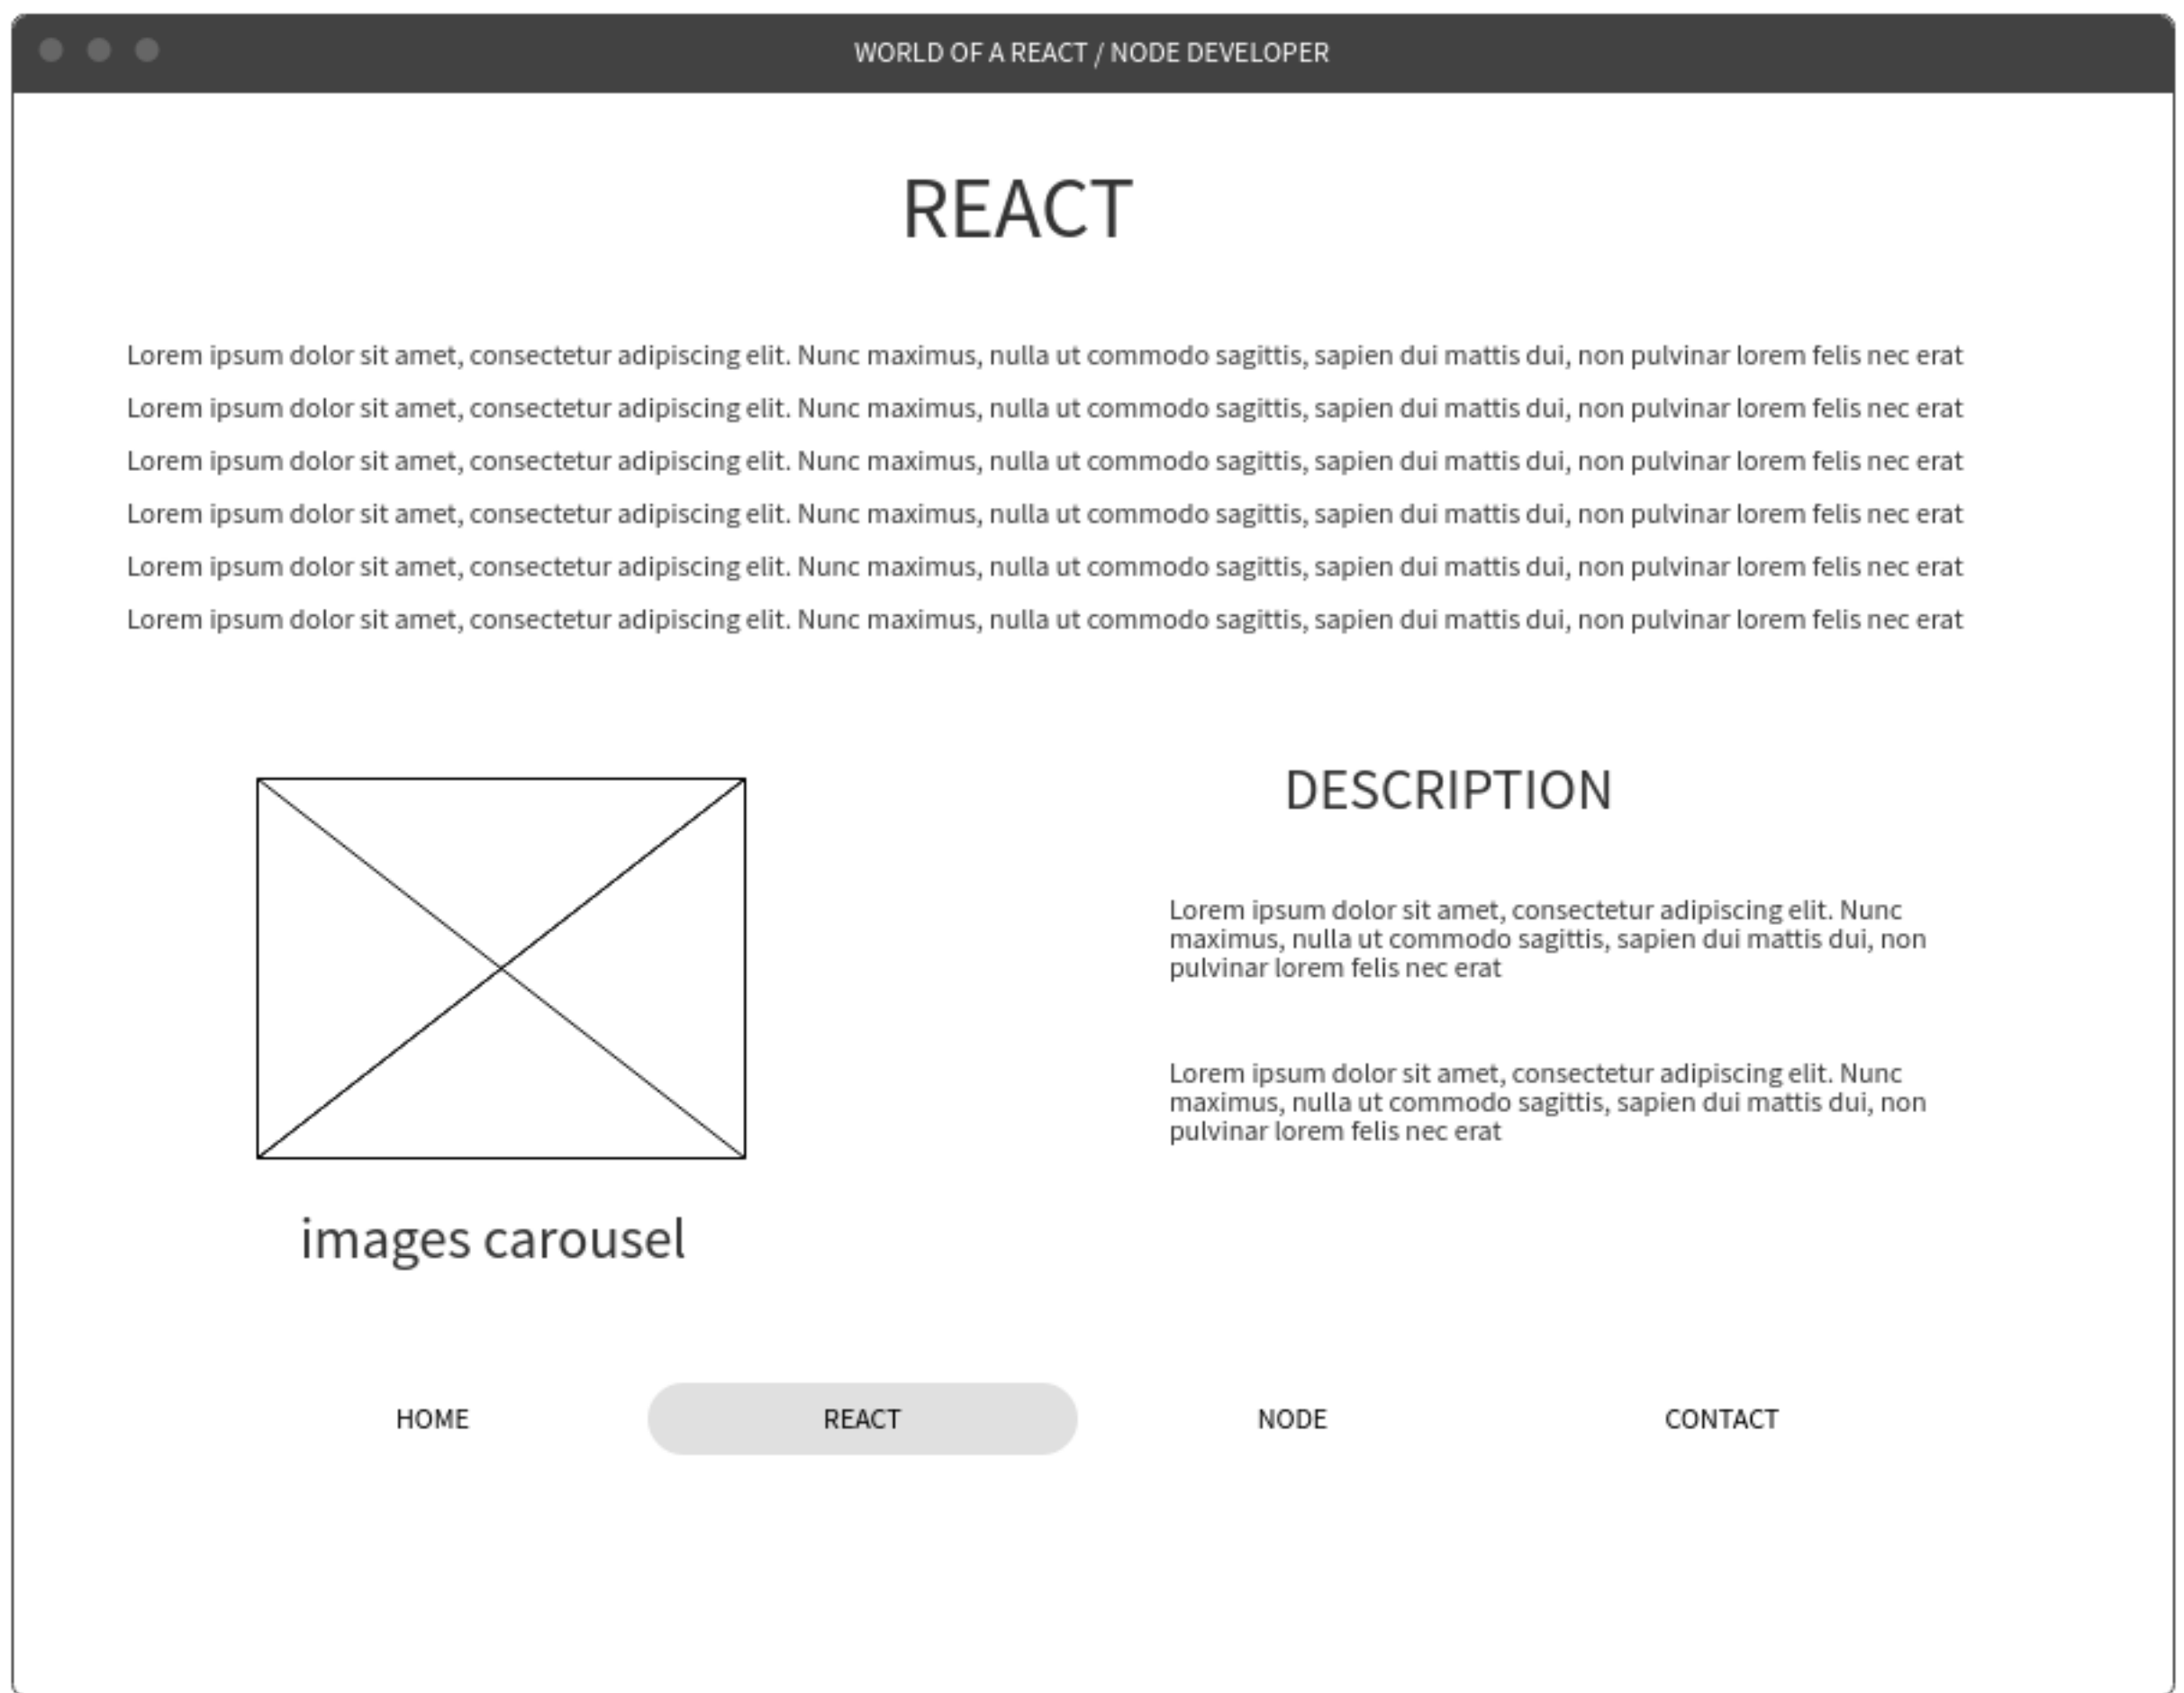 WORLD OF A REACT / NODE DEVELOPER
REACT
Lorem ipsum dolor sit amet, consectetur adipiscing elit. Nunc maximus, nulla ut commodo sagittis, sapien dui mattis dui, non pulvinar lorem felis nec erat
Lorem ipsum dolor sit amet, consectetur adipiscing elit. Nunc maximus, nulla ut commodo sagittis, sapien dui mattis dui, non pulvinar lorem felis nec erat
Lorem ipsum dolor sit amet, consectetur adipiscing elit. Nunc maximus, nulla ut commodo sagittis, sapien dui mattis dui, non pulvinar lorem felis nec erat
Lorem ipsum dolor sit amet, consectetur adipiscing elit. Nunc maximus, nulla ut commodo sagittis, sapien dui mattis dui, non pulvinar lorem felis nec erat
Lorem ipsum dolor sit amet, consectetur adipiscing elit. Nunc maximus, nulla ut commodo sagittis, sapien dui mattis dui, non pulvinar lorem felis nec erat
Lorem ipsum dolor sit amet, consectetur adipiscing elit. Nunc maximus, nulla ut commodo sagittis, sapien dui mattis dui, non pulvinar lorem felis nec erat
images carousel
DESCRIPTION
Lorem ipsum dolor sit amet, consectetur adipiscing elit. Nunc
maximus, nulla ut commodo sagittis, sapien dui mattis dui, non
pulvinar lorem felis nec erat
Lorem ipsum dolor sit amet, consectetur adipiscing elit. Nunc
maximus, nulla ut commodo sagittis, sapien dui mattis dui, non
pulvinar lorem felis nec erat
HOME REACT NODE CONTACT